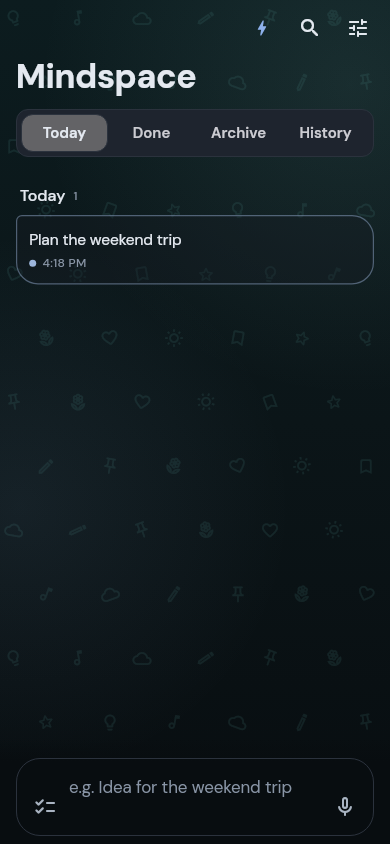 Mindspace
Today Done Archive History
Today 1
Plan the weekend trip
4:18 PM
e.g. Idea for the weekend trip